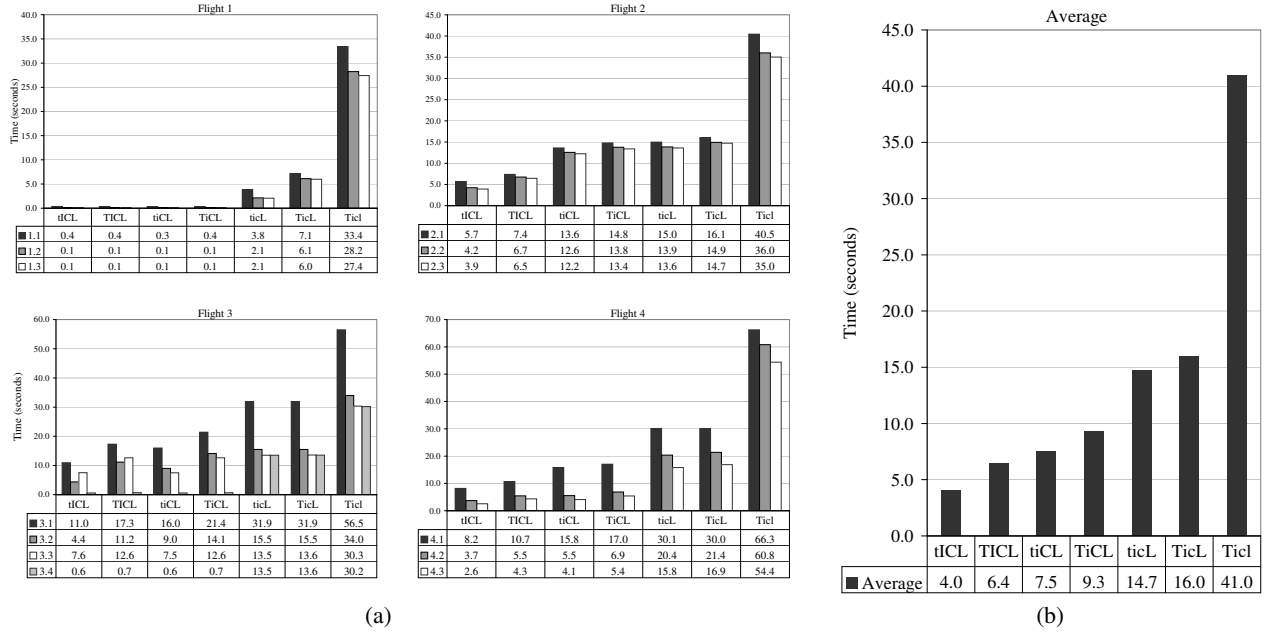 Flight 1
40.0
35.0
30.0
25.0
20.0
15.0
10.0
5.0
0.0
Time (seconds)
tICL TICL tiCL TiCL ticL TicL Ticl
1.1 0.4 0.4 0.3 0.4 3.8 7.1 33.4
1.2 0.1 0.1 0.1 0.1 2.1 6.1 28.2
1.3 0.1 0.1 0.1 0.1 2.1 6.0 27.4
Flight 2
45.0
40.0
35.0
30.0
25.0
20.0
15.0
10.0
5.0
0.0
tICL TICL tiCL TiCL ticL TicL Ticl
2.1 5.7 7.4 13.6 14.8 15.0 16.1 40.5
2.2 4.2 6.7 12.6 13.8 13.9 14.9 36.0
2.3 3.9 6.5 12.2 13.4 13.6 14.7 35.0
Flight 3
60.0
50.0
40.0
30.0
20.0
10.0
0.0
Time (seconds)
tICL TICL tiCL TiCL ticL TicL Ticl
3.1 11.0 17.3 16.0 21.4 31.9 31.9 56.5
3.2 4.4 11.2 9.0 14.1 15.5 15.5 34.0
3.3 7.6 12.6 7.5 12.6 13.5 13.6 30.3
3.4 0.6 0.7 0.6 0.7 13.5 13.6 30.2
Flight 4
70.0
60.0
50.0
40.0
30.0
20.0
10.0
0.0
tICL TICL tiCL TiCL ticL TicL Ticl
4.1 8.2 10.7 15.8 17.0 30.1 30.0 66.3
4.2 3.7 5.5 5.5 6.9 20.4 21.4 60.8
4.3 2.6 4.3 4.1 5.4 15.8 16.9 54.4
(a)
Average
45.0
40.0
35.0
30.0
25.0
20.0
15.0
10.0
5.0
0.0
Time (seconds)
tICL TICL tiCL TiCL ticL TicL Ticl
Average 4.0 6.4 7.5 9.3 14.7 16.0 41.0
(b)